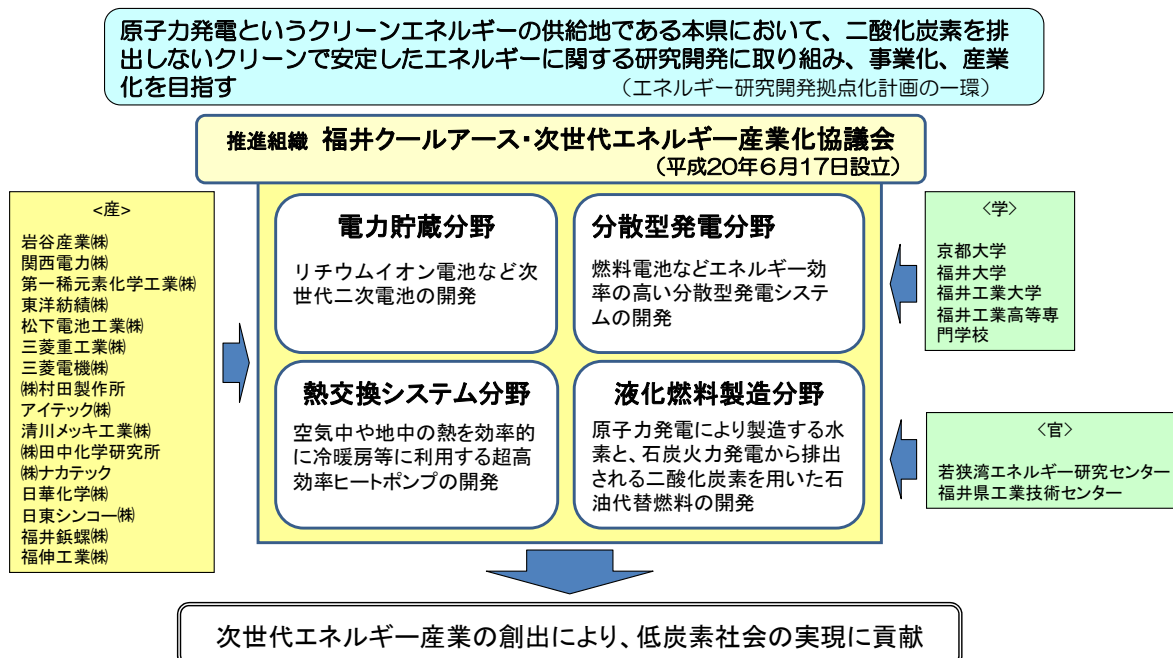 原子力発電というクリーンエネルギーの供給地である本県において、二酸化炭素を排
出しないクリーンで安定したエネルギーに関する研究開発に取り組み、事業化、産業
化を目指す
（エネルギー研究開発拠点化計画の一環）
推進組織 福井クールアース・次世代エネルギー産業化協議会
（平成20年6月17日設立）
<産>
岩谷産業㈱
関西電力㈱
第一稀元素化学工業㈱
東洋紡績㈱
松下電池工業㈱
三菱重工業㈱
三菱電機㈱
㈱村田製作所
アイテック㈱
清川メッキ工業㈱
㈱田中化学研究所
㈱ナカテック
日華化学㈱
日東シンコー㈱
福井鋲螺㈱
福伸工業㈱
電力貯蔵分野
リチウムイオン電池など次
世代二次電池の開発
分散型発電分野
燃料電池などエネルギー効
率の高い分散型発電システ
ムの開発
熱交換システム分野
空気中や地中の熱を効率的
に冷暖房等に利用する超高
効率ヒートポンプの開発
液化燃料製造分野
原子力発電により製造する水
素と、石炭火力発電から排出
される二酸化炭素を用いた石
油代替燃料の開発
〈学〉
京都大学
福井大学
福井工業大学
福井工業高等専
門学校
〈官〉
若狭湾エネルギー研究センター
福井県工業技術センター
次世代エネルギー産業の創出により、低炭素社会の実現に貢献